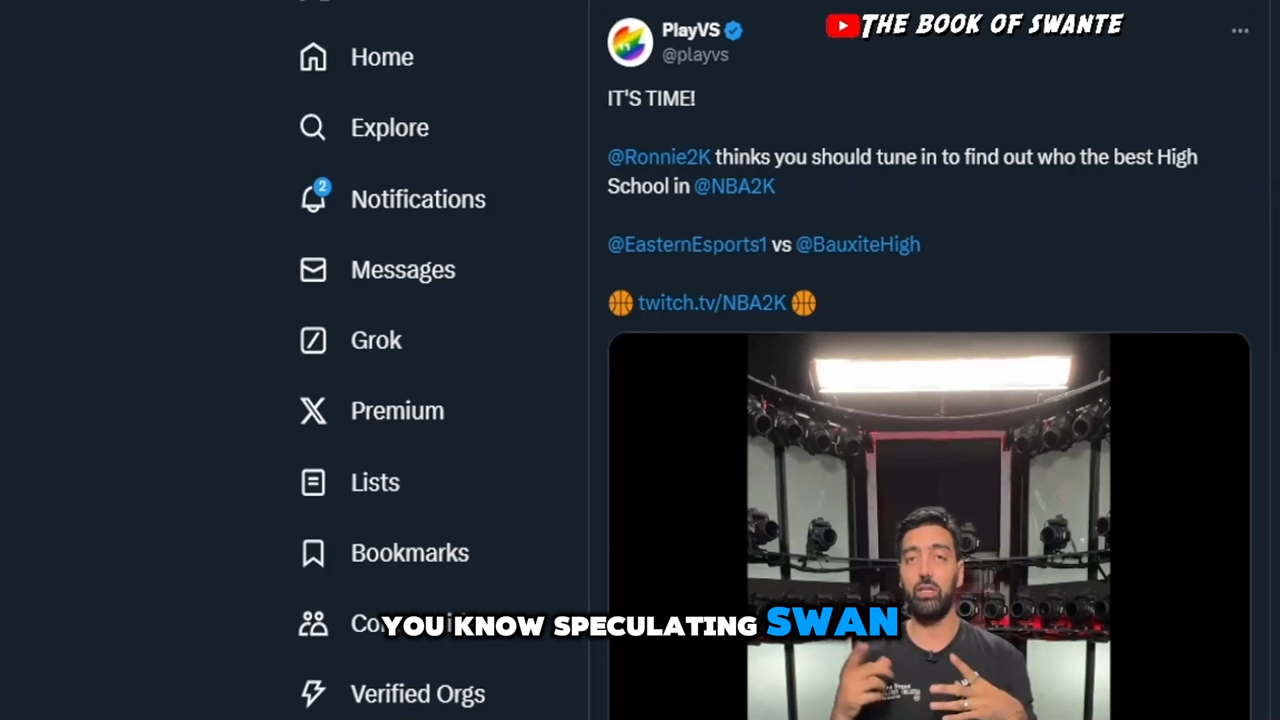 PlayVS
@playvs
THE BOOK OF SWANTE
IT'S TIME!
@Ronnie2K thinks you should tune in to find out who the best High
School in @NBA2K
@EasternEsports1 vs @BauxiteHigh
twitch.tv/NBA2K
Home
Explore
2
Notifications
Messages
Grok
Premium
Lists
Bookmarks
YOU KNOW SPECULATING SWAN
Verified Orgs